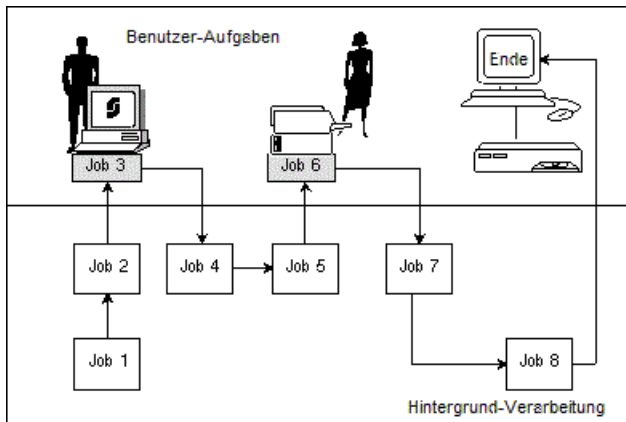 Benutzer-Aufgaben
Ende
Job 3
Job 6
Job 2
Job 4
Job 5
Job 7
Job 1
Job 8
Hintergrund-Verarbeitung